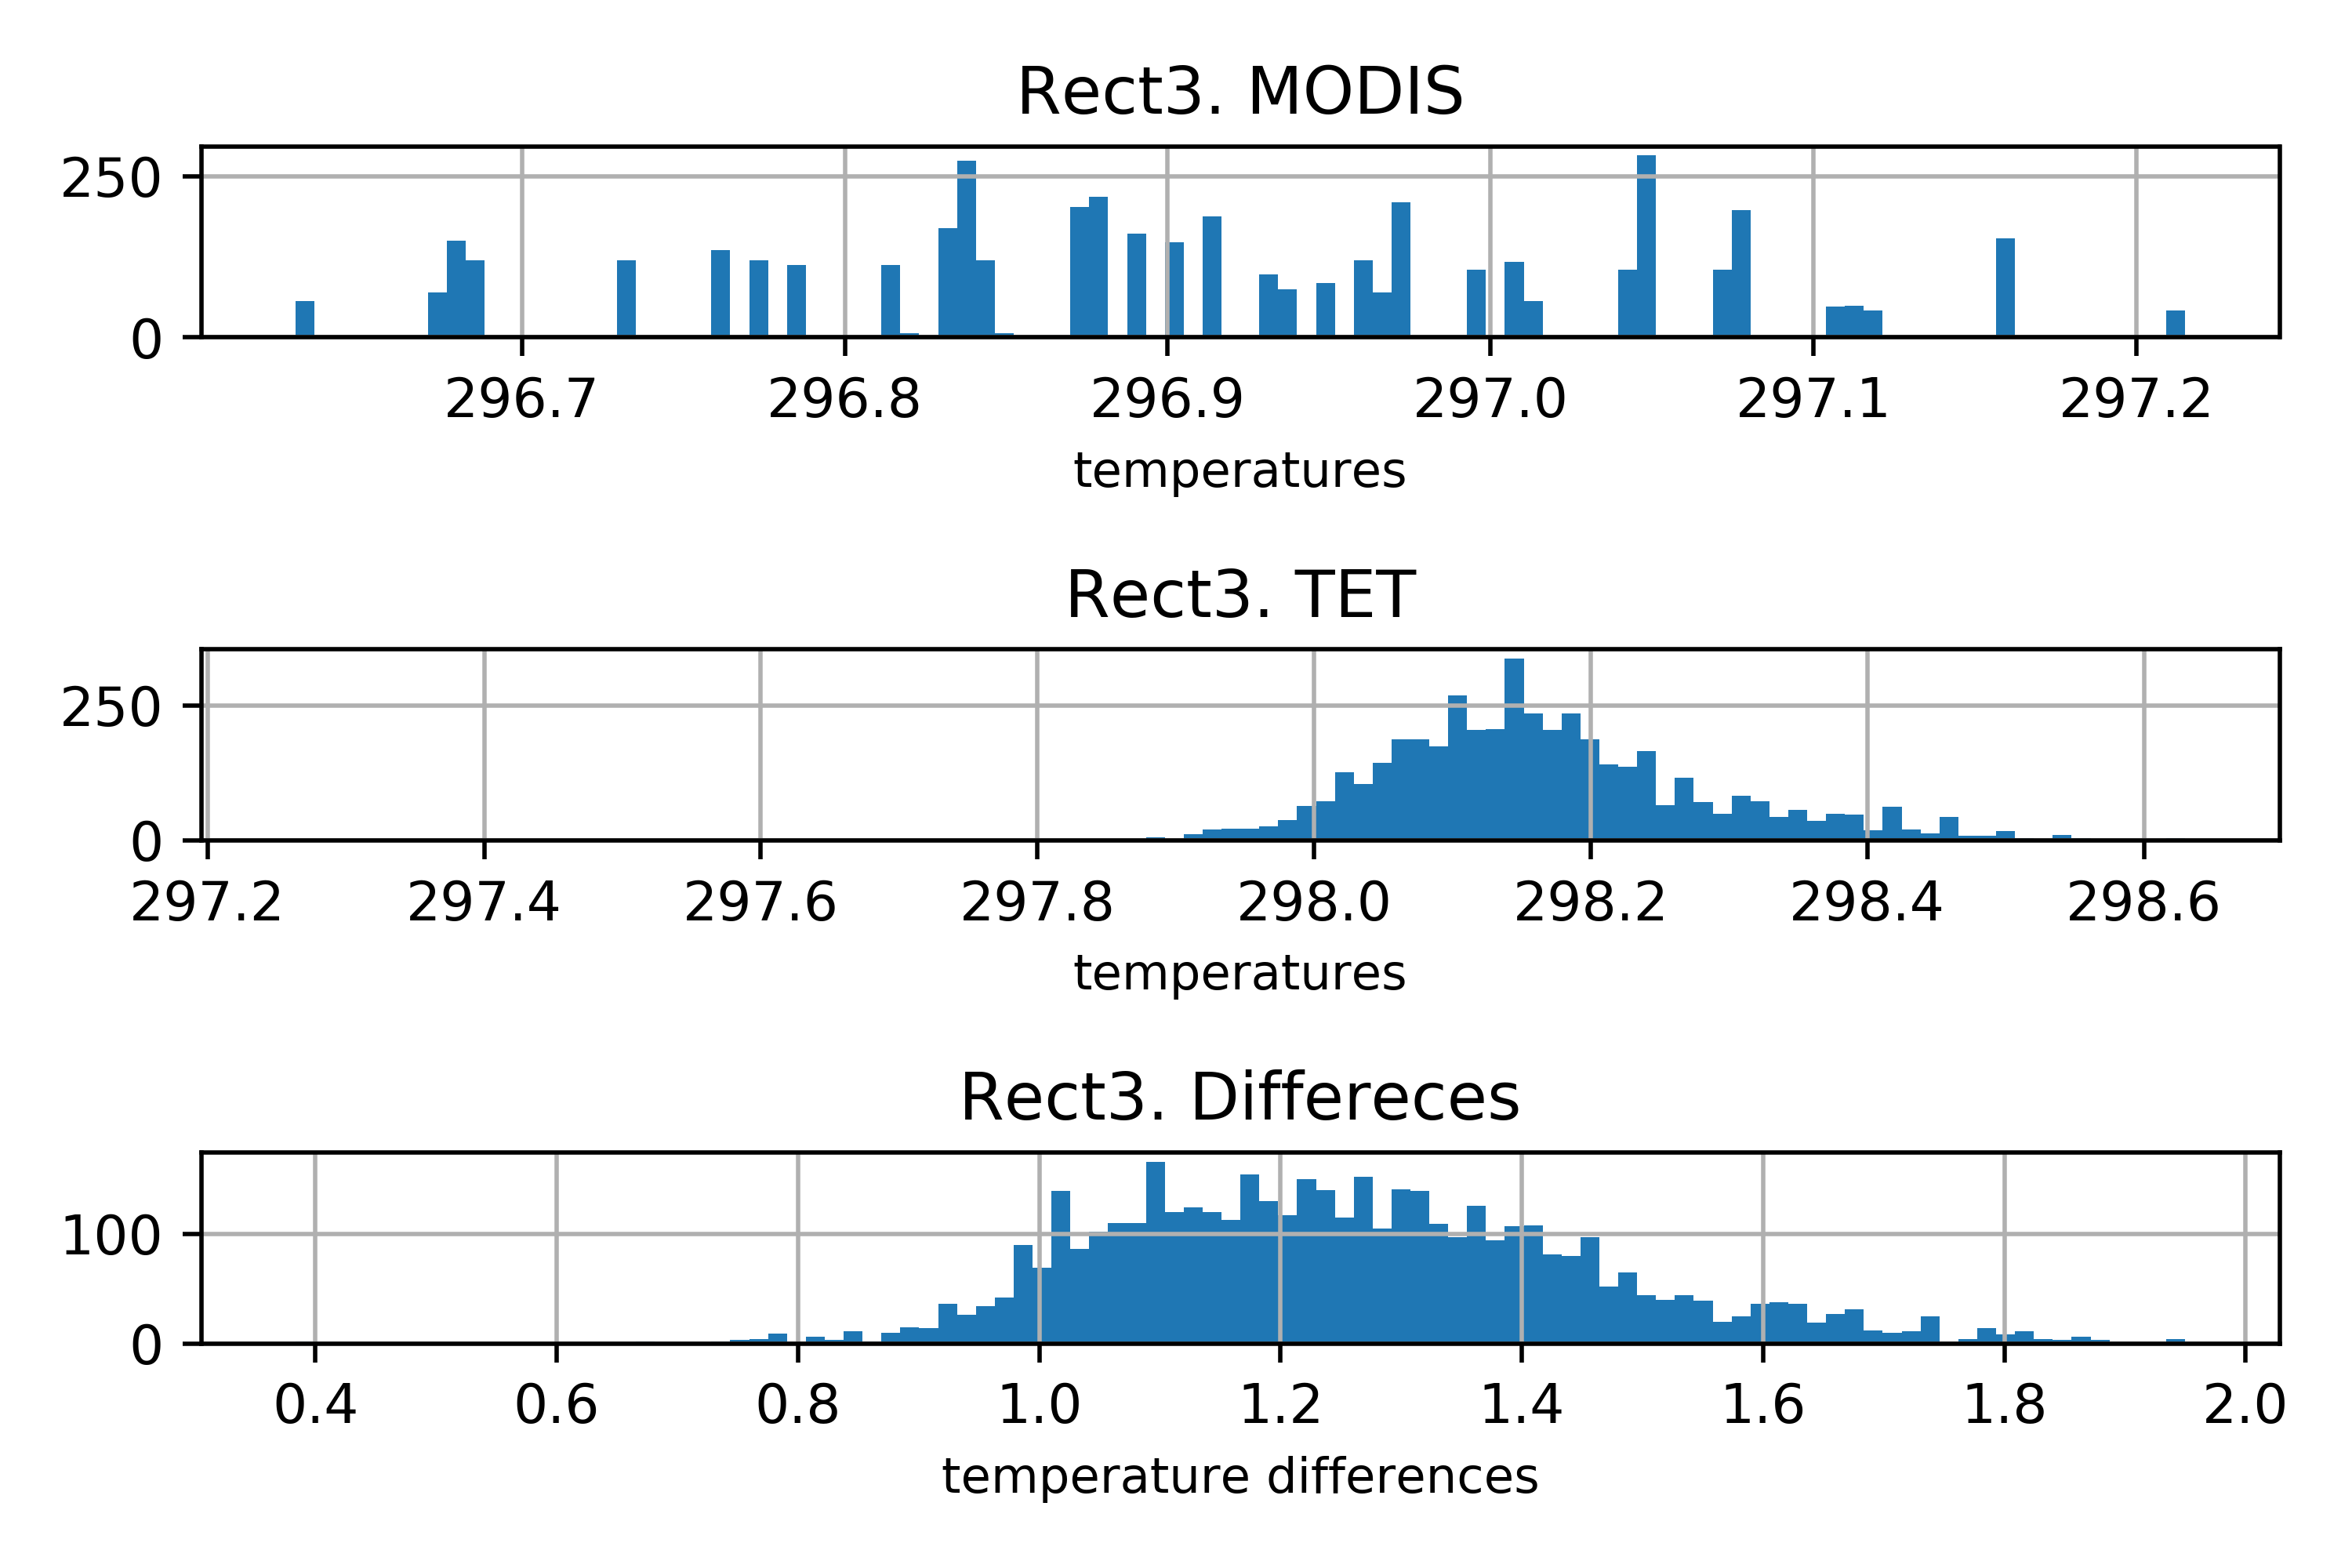 Rect3. MODIS
250
0
296.7 296.8 296.9 297.0 297.1 297.2
temperatures
Rect3. TET
250
0
297.2 297.4 297.6 297.8 298.0 298.2 298.4 298.6
temperatures
Rect3. Differeces
100
0
0.4 0.6 0.8 1.0 1.2 1.4 1.6 1.8 2.0
temperature differences